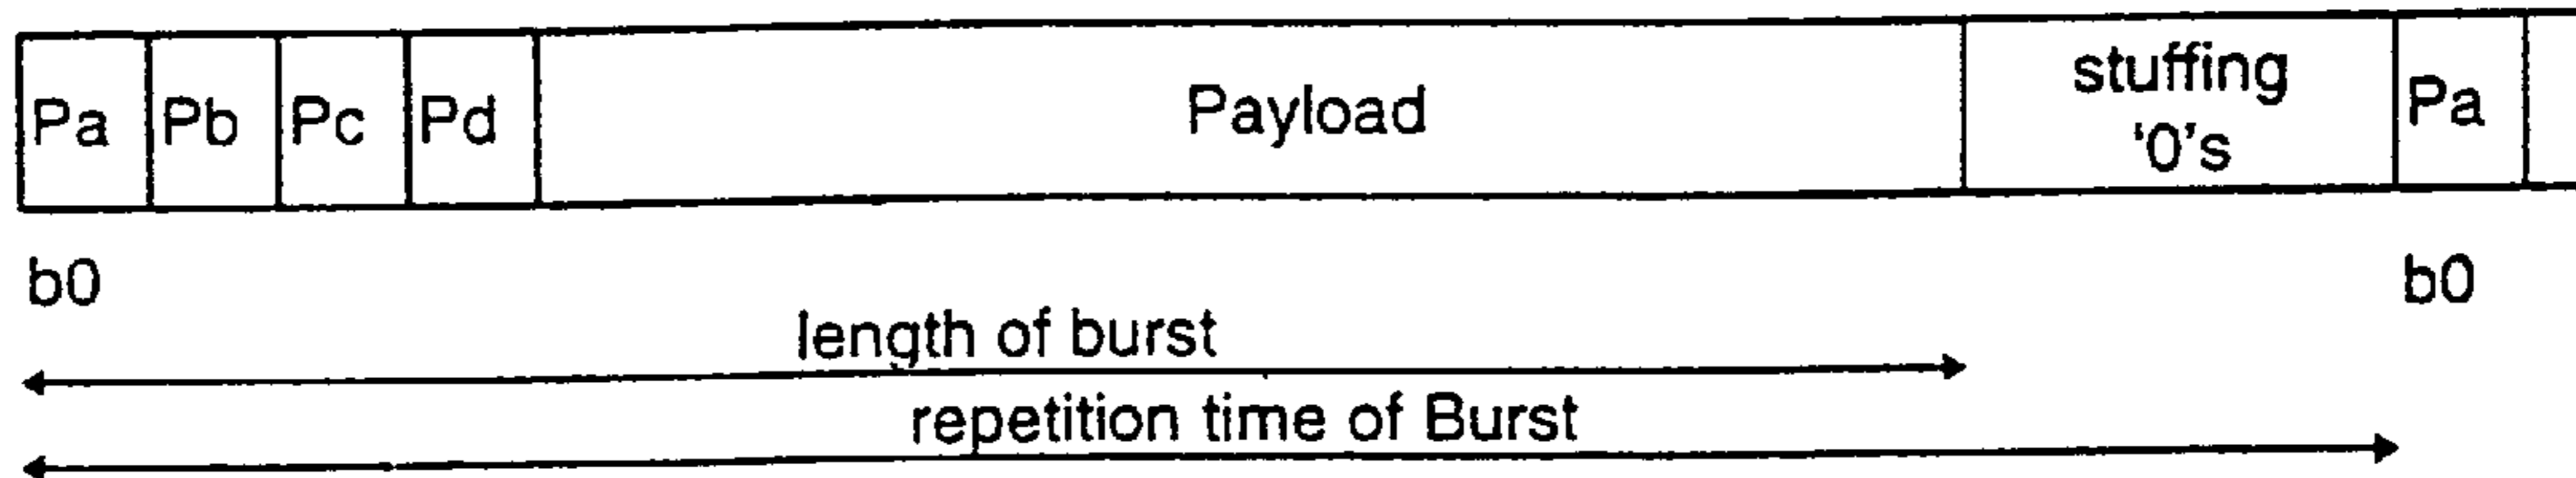 Pa Pb Pc Pd Payload stuffing Pa
'0's
b0 b0
length of burst
repetition time of Burst